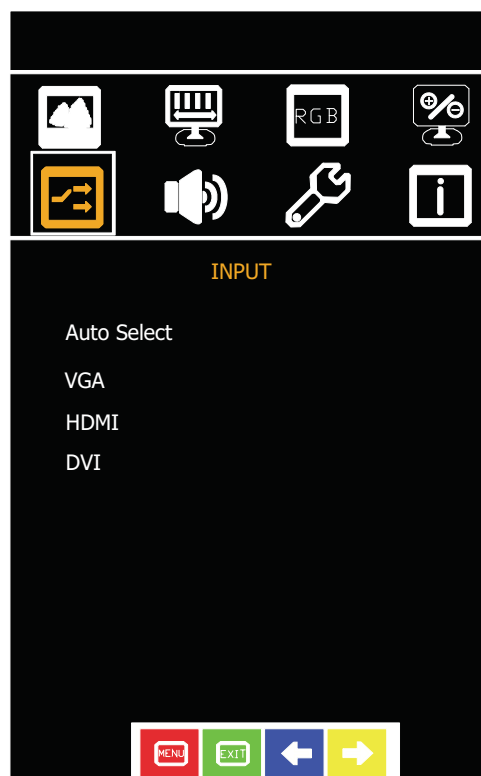 RGB
i
INPUT
Auto Select
VGA
HDMI
DVI
MENU EXIT